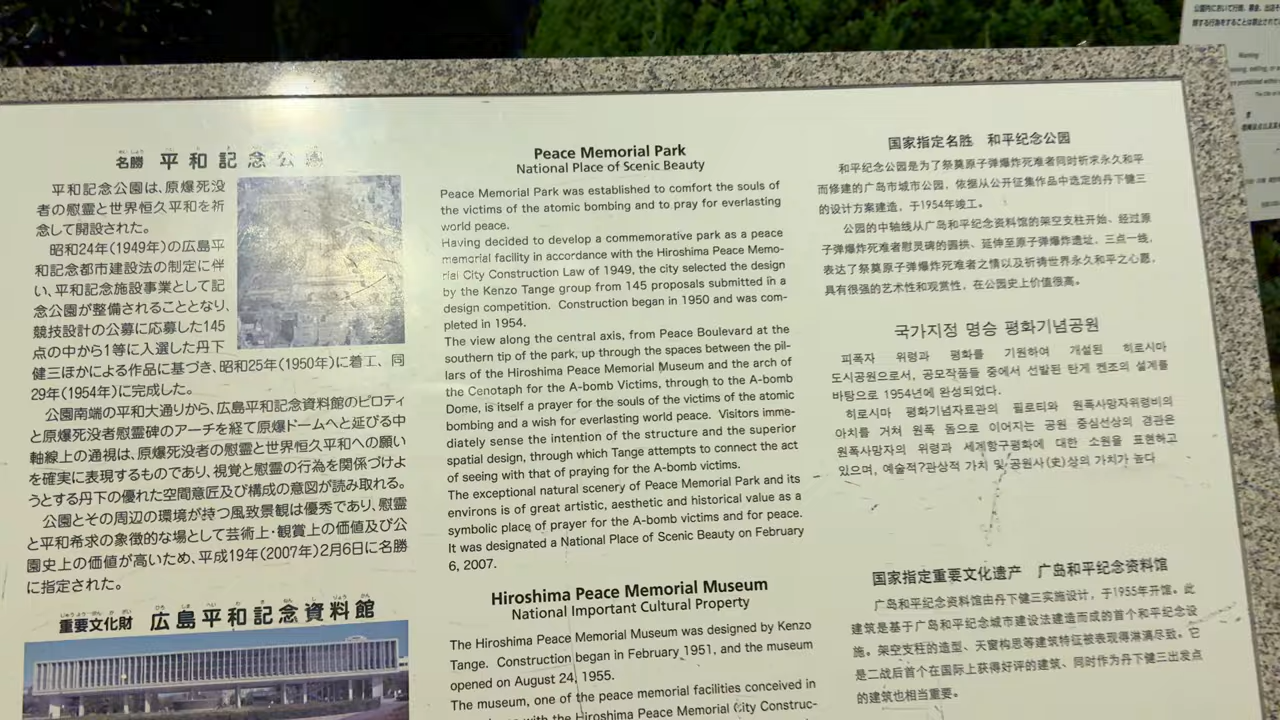 名勝 平和記念公園
平和記念公園は、原爆死没
者の慰霊と世界恒久平和を祈
念して開設された。
昭和24年(1949年)の広島平
和記念都市建設法の制定に伴
い、平和記念施設事業として記
念公園が整備されることとなり、
競技設計の公募に応募した145
点の中から1等に入選した丹下
健三ほかによる作品に基づき、昭和25年(1950年)に着工、同
29年(1954年)に完成した。
公園南端の平和大通りから、広島平和記念資料館のピロティ
と原爆死没者慰霊碑のアーチを経て原爆ドームへと延びる中
軸線上の通視は、原爆死没者の慰霊と世界恒久平和への願い
を確実に表現するものであり、視覚と慰霊の行為を関係づけよ
うとする丹下の優れた空間意匠及び構成の意図が読み取れる。
公園とその周辺の環境が持つ風致景観は優秀であり、慰霊
と平和希求の象徴的な場として芸術上・観賞上の価値及び公
園史上の価値が高いため、平成19年(2007年)2月6日に名勝
に指定された。
重要文化財 広島平和記念資料館
Peace Memorial Park
National Place of Scenic Beauty
Peace Memorial Park was established to comfort the souls of
the victims of the atomic bombing and to pray for everlasting
world peace.
Having decided to develop a commemorative park as a peace
memorial facility in accordance with the Hiroshima Peace Memo-
rial City Construction Law of 1949, the city selected the design
by the Kenzo Tange group from 145 proposals submitted in a
design competition. Construction began in 1950 and was com-
pleted in 1954.
The view along the central axis, from Peace Boulevard at the
southern tip of the park, up through the spaces between the pil-
lars of the Hiroshima Peace Memorial Museum and the arch of
the Cenotaph for the A-bomb Victims, through to the A-bomb
Dome, is itself a prayer for the souls of the victims of the atomic
bombing and a wish for everlasting world peace. Visitors imme-
diately sense the intention of the structure and the superior
spatial design, through which Tange attempts to connect the act
of seeing with that of praying for the A-bomb victims.
The exceptional natural scenery of Peace Memorial Park and its
environs is of great artistic, aesthetic and historical value as a
symbolic place of prayer for the A-bomb victims and for peace.
It was designated a National Place of Scenic Beauty on February
6, 2007.
Hiroshima Peace Memorial Museum
National Important Cultural Property
The Hiroshima Peace Memorial Museum was designed by Kenzo
Tange. Construction began in February 1951, and the museum
opened on August 24, 1955.
The museum, one of the peace memorial facilities conceived in
with the Hiroshima Peace Memorial City Construc-
国家指定名胜 和平纪念公园
和平纪念公园是为了祭奠原子弹爆炸死难者同时祈求永久和平
而修建的广岛市城市公园，依据从公开征集作品中选定的丹下健三
的设计方案建造，于1954年竣工。
公园的中轴线从广岛和平纪念资料馆的架空支柱开始、经过原
子弹爆炸死难者慰灵碑的圆拱、延伸至原子弹爆炸遗址，三点一线，
表达了祭奠原子弹爆炸死难者之情以及祈祷世界永久和平之心愿，
具有很强的艺术性和观赏性，在公园史上价值很高。
국가지정 명승 평화기념공원
피폭자 위령과 평화를 기원하여 개설된 히로시마
도시공원으로서, 공모작품들 중에서 선발된 탄게 켄조의 설계를
바탕으로 1954년에 완성되었다.
히로시마 평화기념자료관의 필로티와 원폭사망자위령비의
아치를 거쳐 원폭 돔으로 이어지는 공원 중심선상의 경관은
원폭사망자의 위령과 세계항구평화에 대한 소원을 표현하고
있으며, 예술적?관상적 가치 및 공원사(史)상의 가치가 높다
国家指定重要文化遗产 广岛和平纪念资料馆
广岛和平纪念资料馆由丹下健三实施设计，于1955年开馆。此
建筑是基于广岛和平纪念城市建设法建造而成的首个和平纪念设
施。架空支柱的造型、天窗构思等建筑特征被表现得淋漓尽致。它
是二战后首个在国际上获得好评的建筑、同时作为丹下健三出发点
的建筑也相当重要。